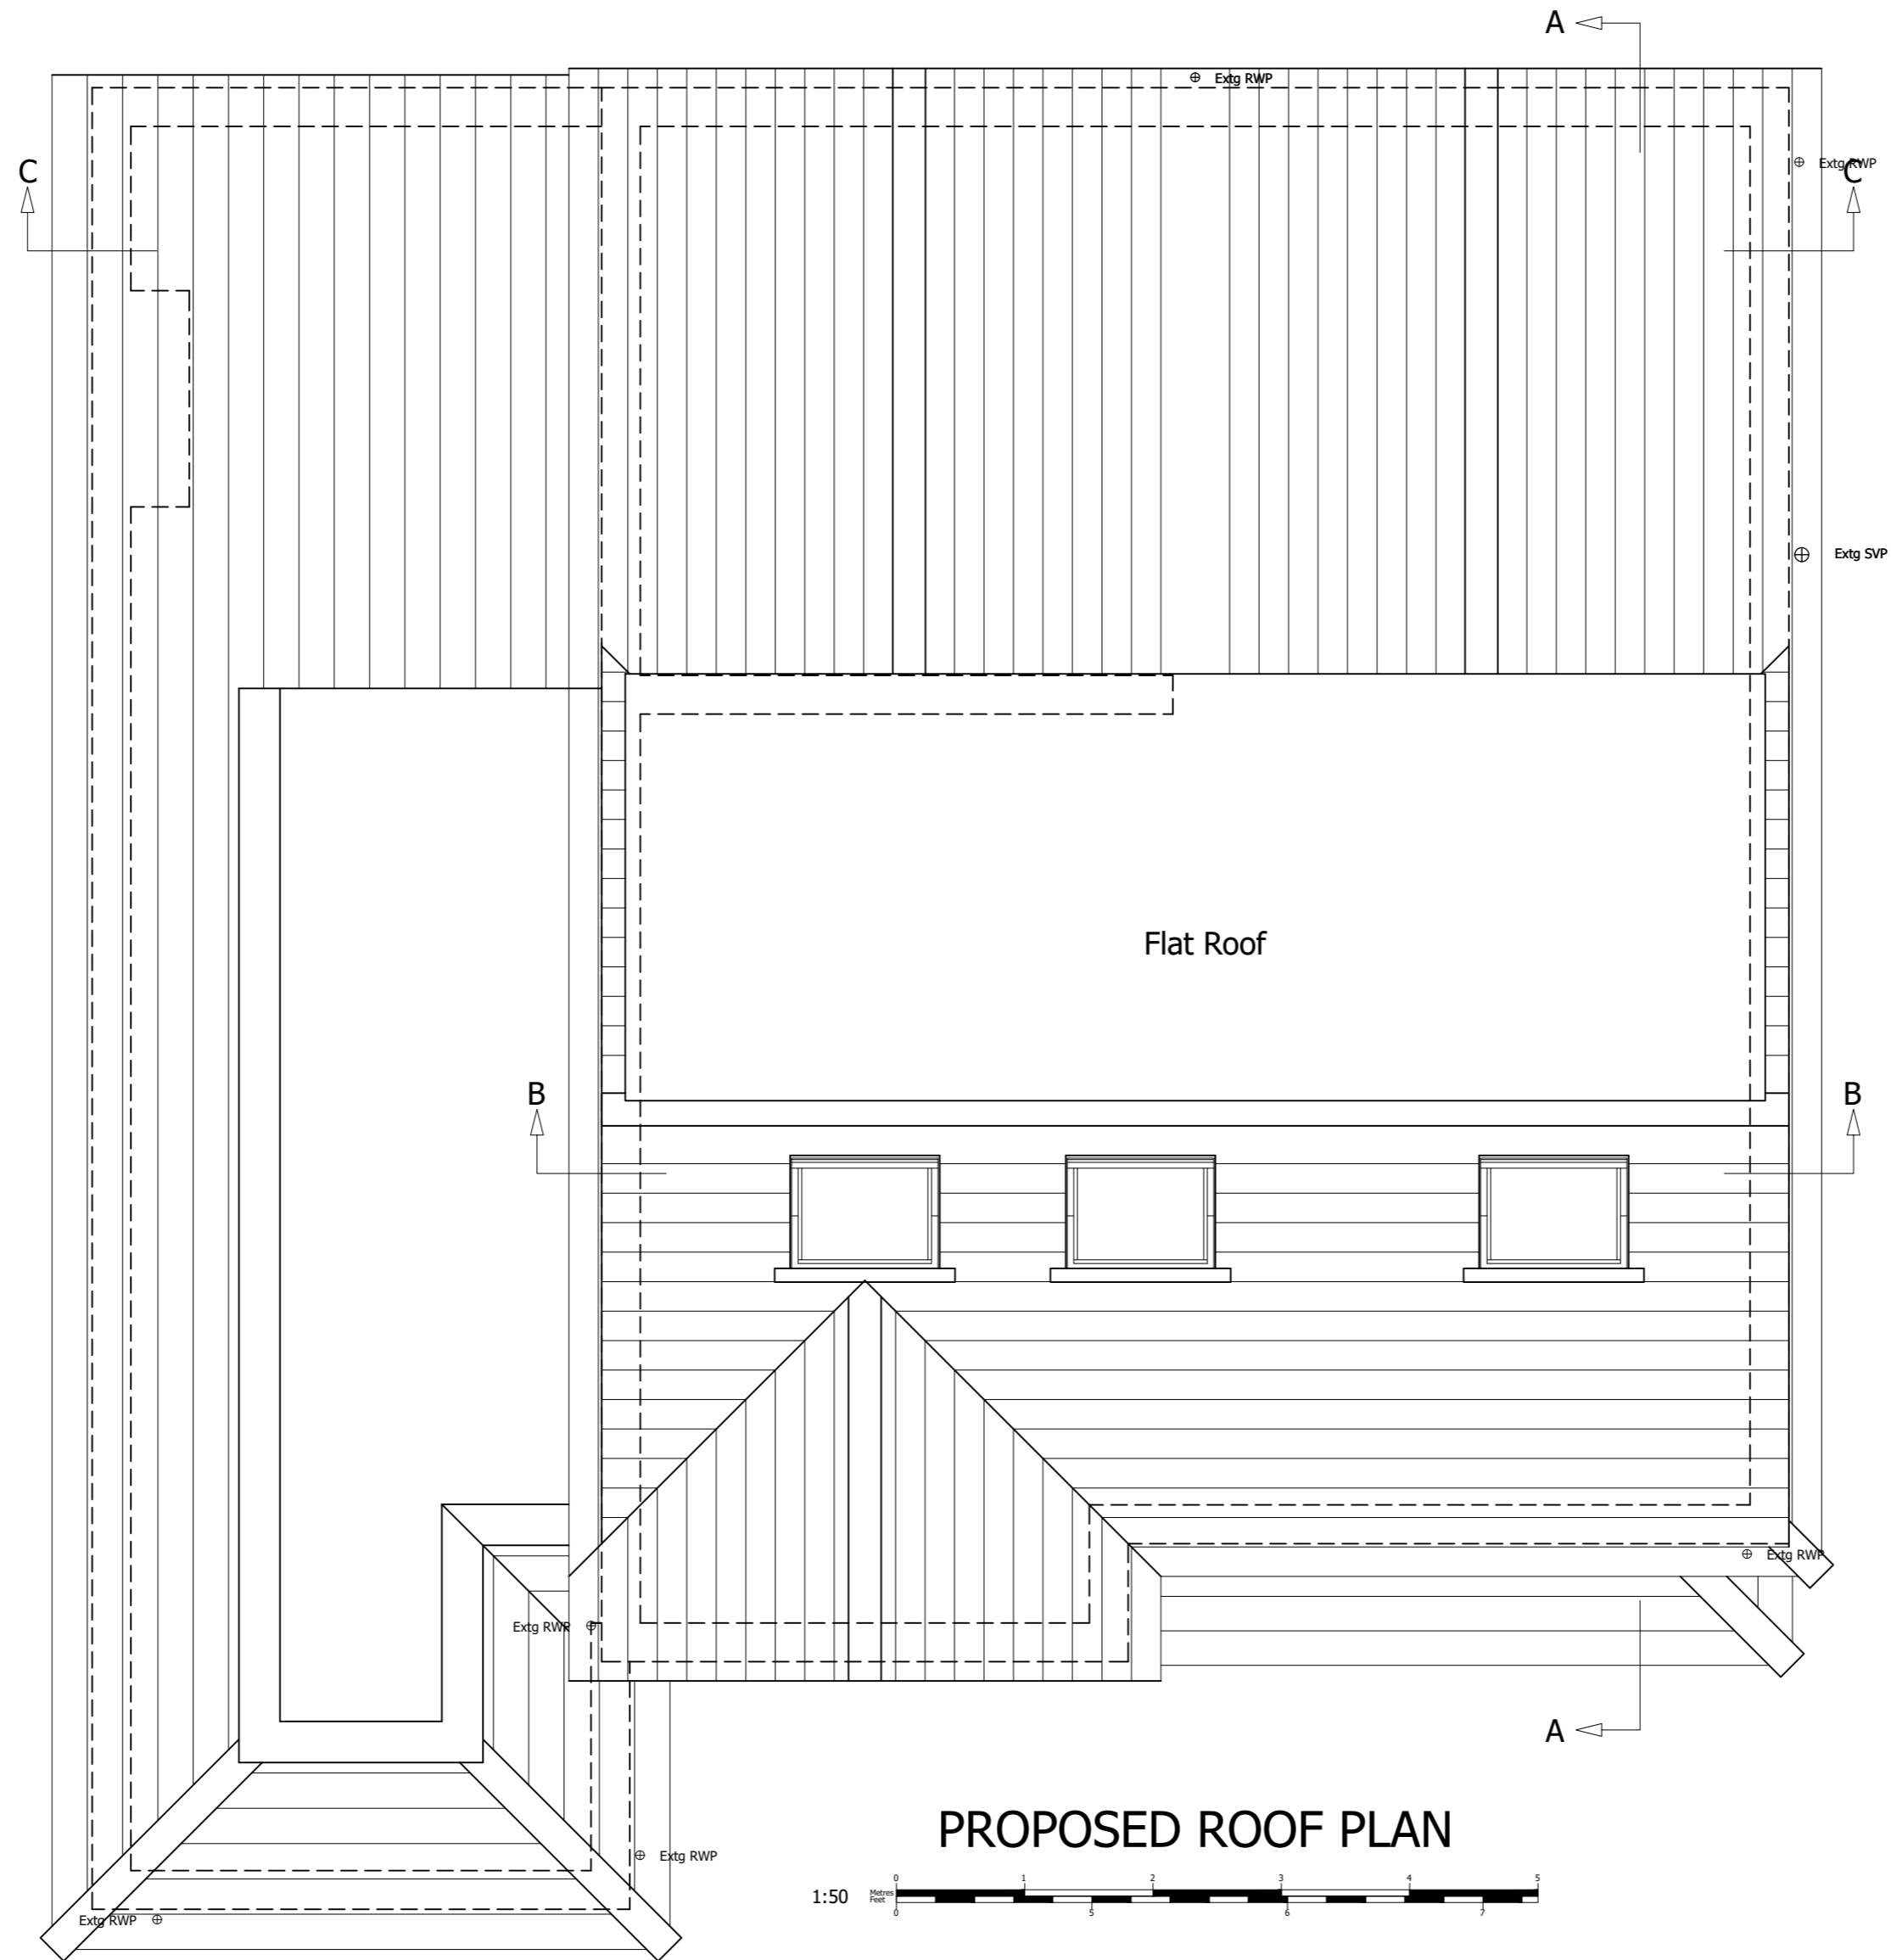 A
Extg RWP
Extg RWP
C
C
Extg SVP
Flat Roof
B
B
Extg RWP
Extg RWP
A
PROPOSED ROOF PLAN
Extg RWP
0 1 2 3 4 5
1:50 Metres
Feet
0 5 6 7
Extg RWP